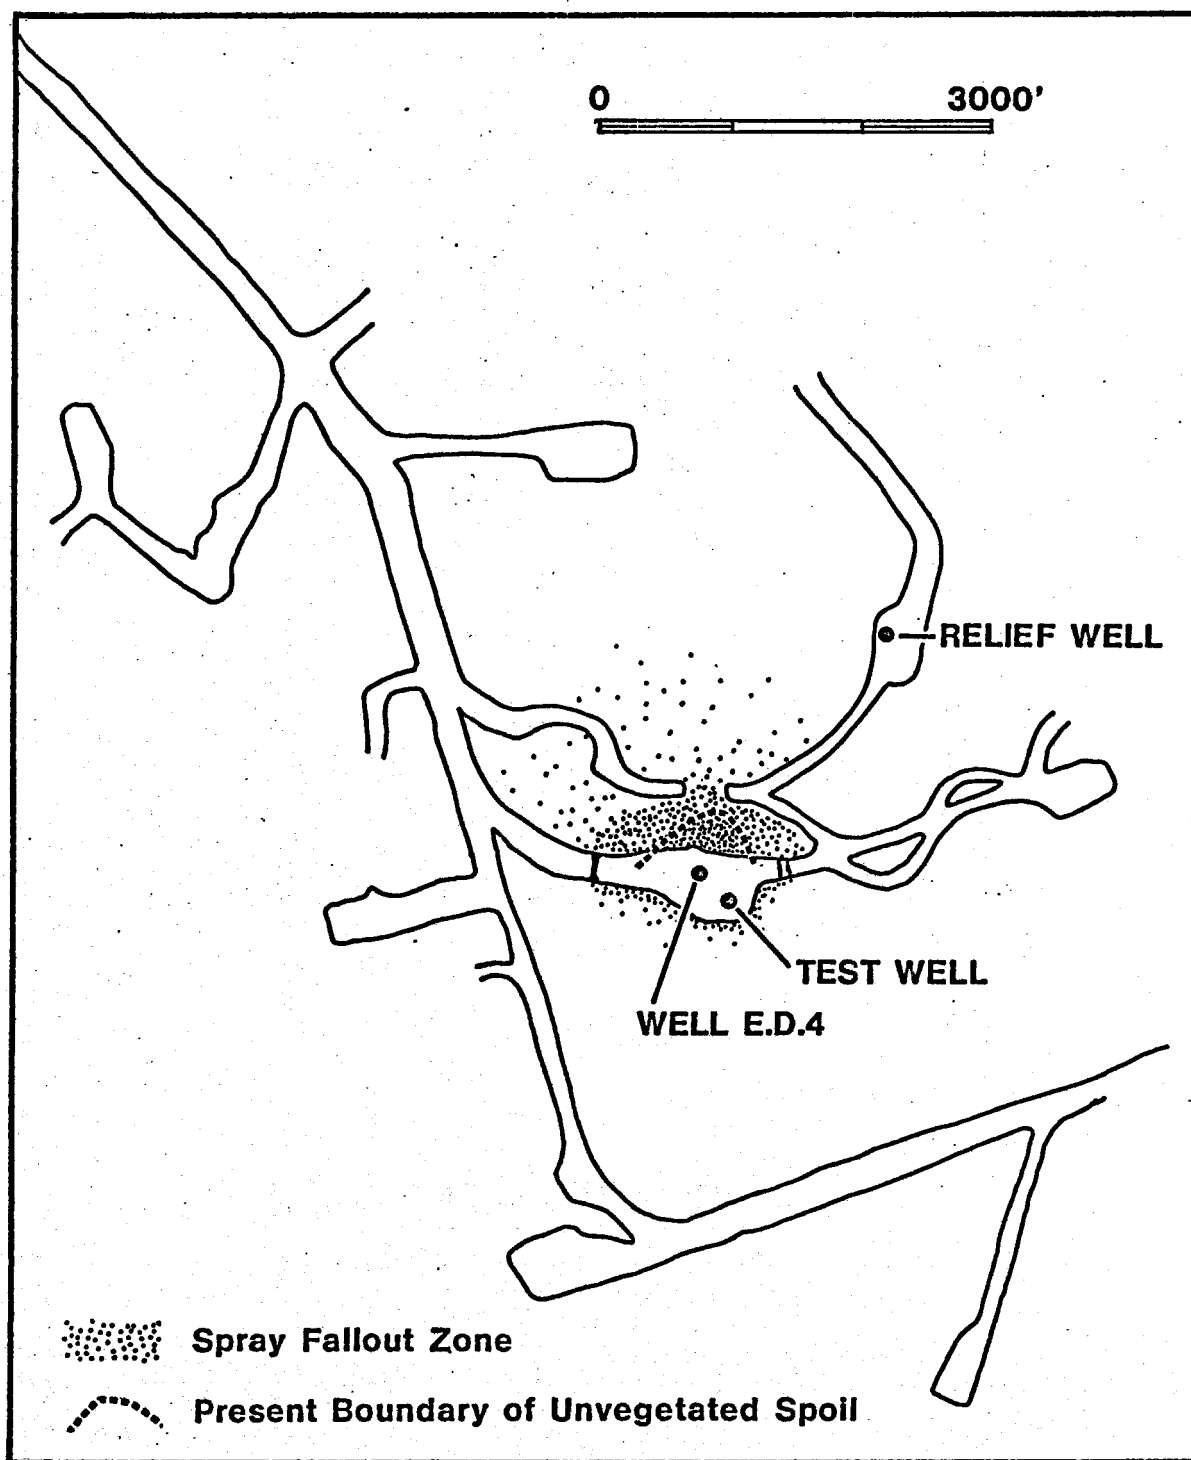 0 3000'
RELIEF WELL
TEST WELL
WELL E.D.4
Spray Fallout Zone
Present Boundary of Unvegetated Spoil